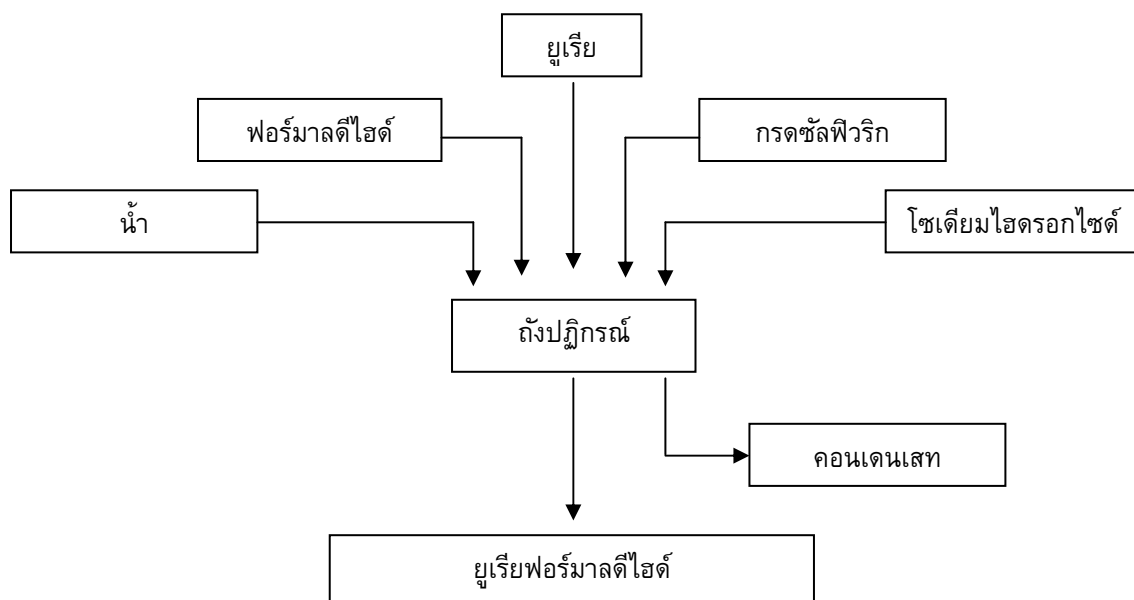 ยูเรีย
ฟอร์มาลดีไฮด์
กรดซัลฟิวริก
น้ำ
โซเดียมไฮดรอกไซด์
ถังปฏิกรณ์
คอนเดนเสท
ยูเรียฟอร์มาลดีไฮด์